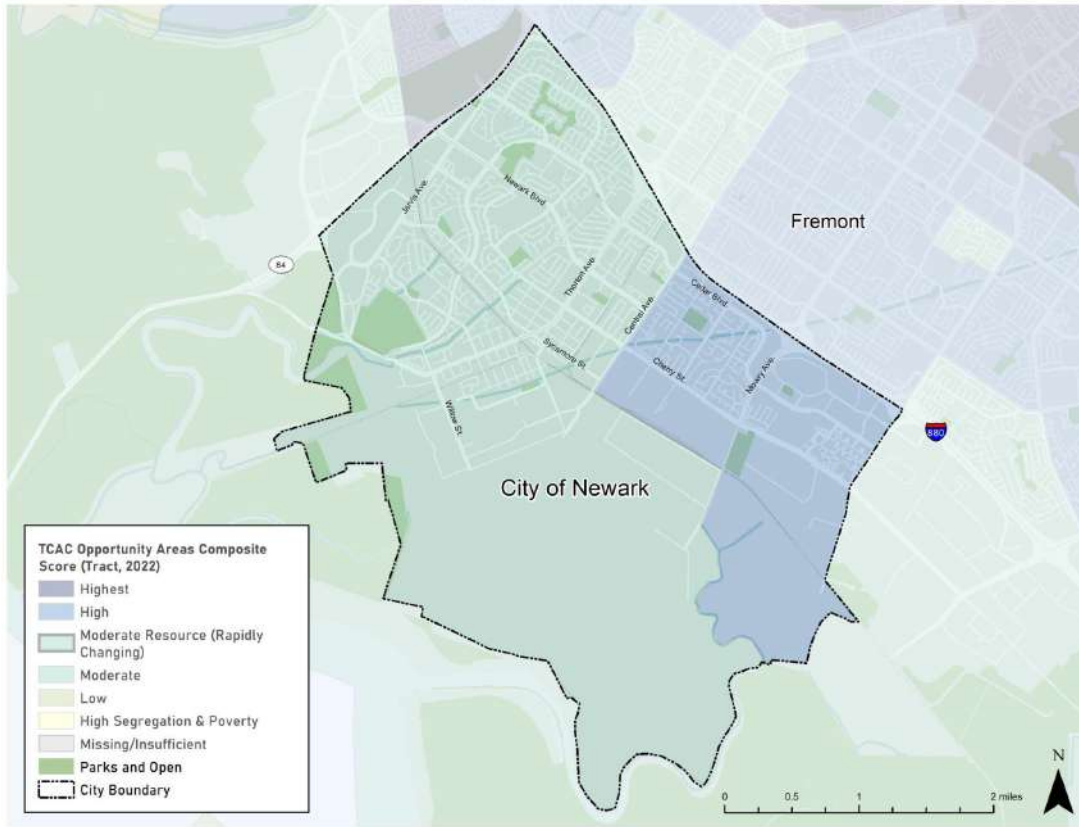 Jarvis Ave.
Newark Blvd.
Fremont
84
Thorton Ave.
Cedar Blvd.
Central Ave.
Sycamore St.
Cherry St.
Mowry Ave.
Willow St.
880
City of Newark
TCAC Opportunity Areas Composite
Score (Tract, 2022)
Highest
High
Moderate Resource (Rapidly
Changing)
Moderate
Low
High Segregation & Poverty
Missing/Insufficient
Parks and Open
City Boundary
N
0 0.5 1 2 miles